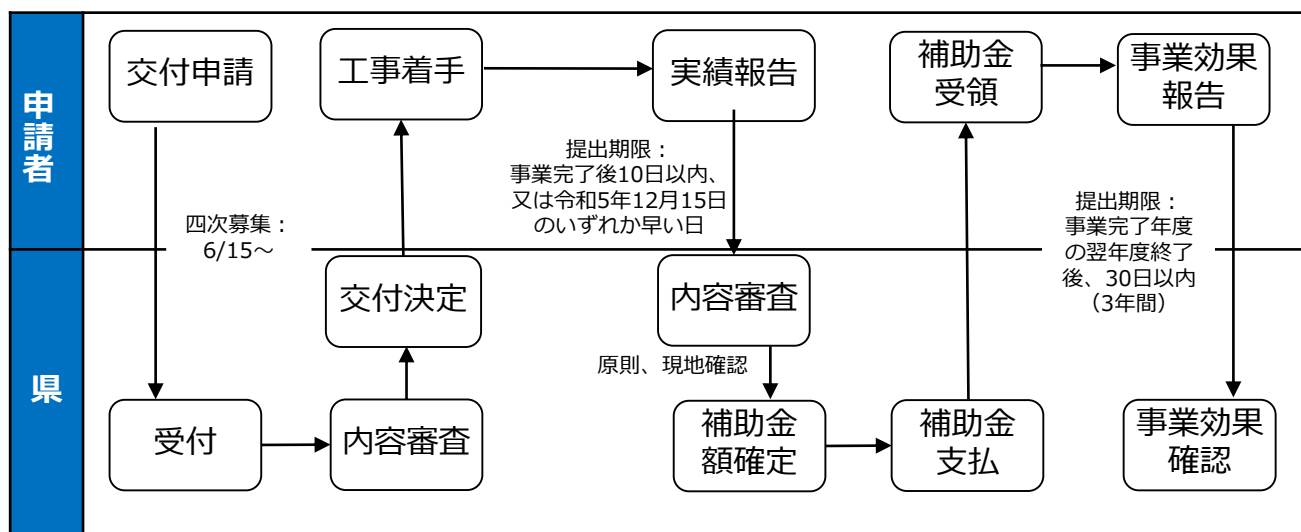 申請者
交付申請
工事着手
実績報告
補助金
受領
事業効果
報告
四次募集：
6/15～
提出期限：
事業完了後10日以内、
又は令和5年12月15日
のいずれか早い日
提出期限：
事業完了年度
の翌年度終了
後、30日以内
（3年間）
県
交付決定
内容審査
原則、現地確認
受付
内容審査
補助金
額確定
補助金
支払
事業効果
確認